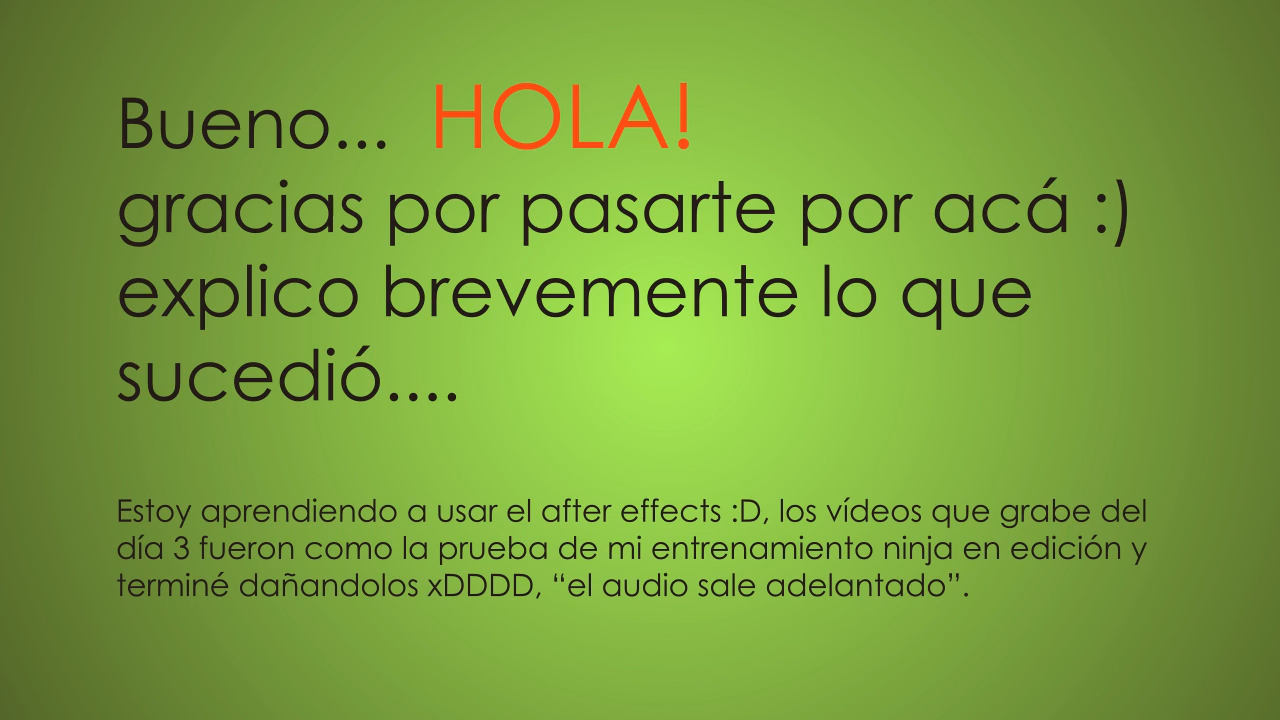 Bueno... HOLA!
gracias por pasarte por acá :)
explico brevemente lo que
sucedió....
Estoy aprendiendo a usar el after effects :D, los vídeos que grabe del
día 3 fueron como la prueba de mi entrenamiento ninja en edición y
terminé dañandolos xDDDD, “el audio sale adelantado”.